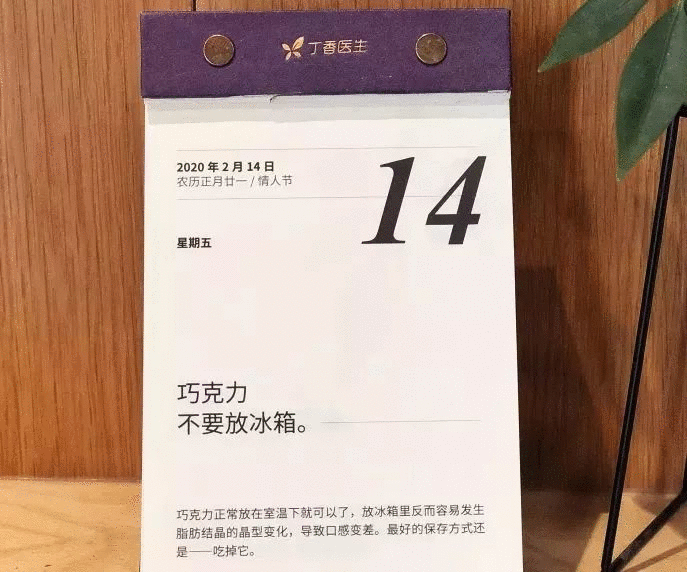 丁香医生
2020 年 2 月 14 日
农历正月廿一 / 情人节
14
星期五
巧克力
不要放冰箱。
巧克力正常放在室温下就可以了，放冰箱里反而容易发生
脂肪结晶的晶型变化，导致口感变差。最好的保存方式还
是——吃掉它。